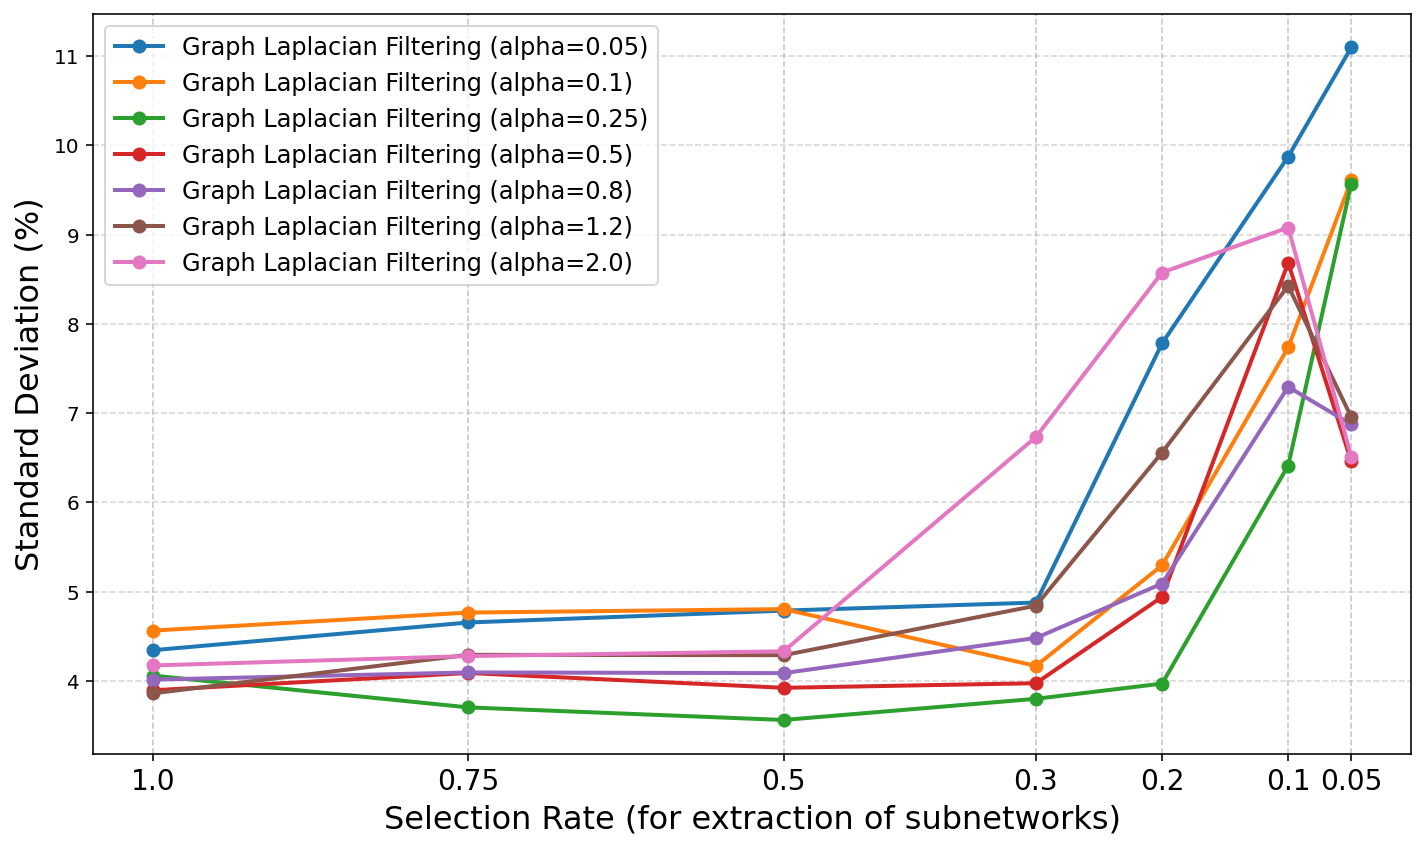 Graph Laplacian Filtering (alpha=0.05)
Graph Laplacian Filtering (alpha=0.1)
Graph Laplacian Filtering (alpha=0.25)
Graph Laplacian Filtering (alpha=0.5)
Graph Laplacian Filtering (alpha=0.8)
Graph Laplacian Filtering (alpha=1.2)
Graph Laplacian Filtering (alpha=2.0)
Standard Deviation (%)
11
10
9
8
7
6
5
4
1.0 0.75 0.5 0.3 0.2 0.1 0.05
Selection Rate (for extraction of subnetworks)